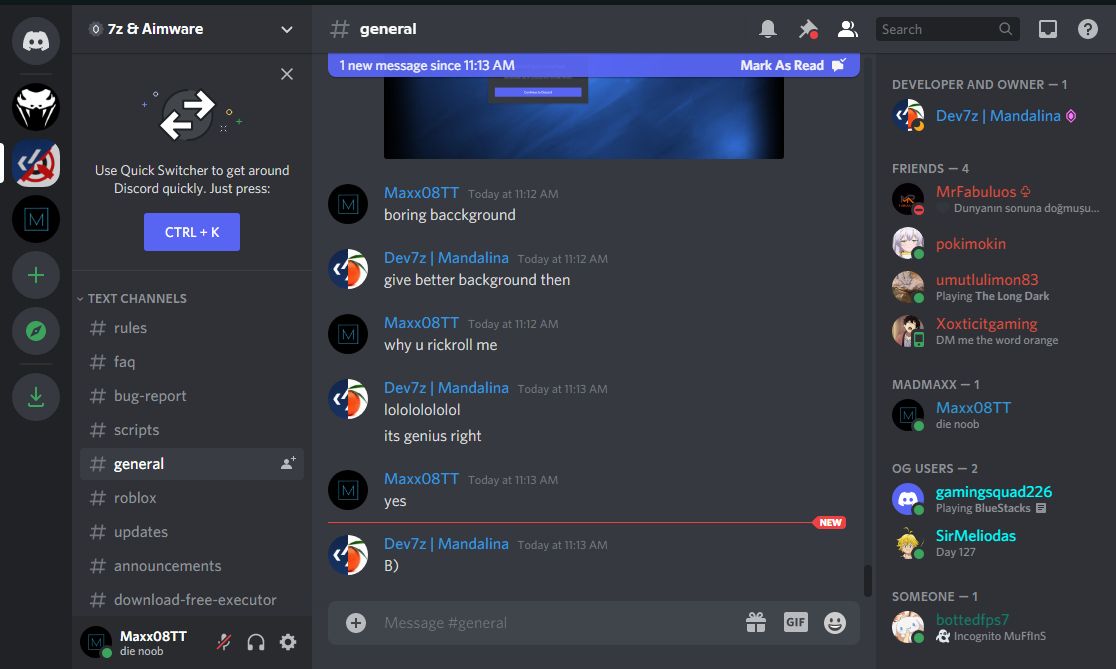 7z & Aimware
Use Quick Switcher to get around
Discord quickly. Just press:
CTRL + K
TEXT CHANNELS
rules
faq
bug-report
scripts
general
roblox
updates
announcements
download-free-executor
Maxx08TT
die noob
general
Search
1 new message since 11:13 AM
Mark As Read
Continue to Discord
Maxx08TT Today at 11:12 AM
boring bacckground
Dev7z | Mandalina Today at 11:12 AM
give better background then
Maxx08TT Today at 11:12 AM
why u rickroll me
Dev7z | Mandalina Today at 11:13 AM
lolololololol
its genius right
Maxx08TT Today at 11:13 AM
yes
NEW
Dev7z | Mandalina Today at 11:13 AM
B)
Message #general
GIF
DEVELOPER AND OWNER — 1
Dev7z | Mandalina
FRIENDS — 4
MrFabuluos
Dunyanın sonuna doğmuşu...
pokimokin
umutlulimon83
Playing The Long Dark
Xoxticitgaming
DM me the word orange
MADMAXX — 1
Maxx08TT
die noob
OG USERS — 2
gamingsquad226
Playing BlueStacks
SirMeliodas
Day 127
SOMEONE — 1
bottedfps7
Incognito MuFfInS